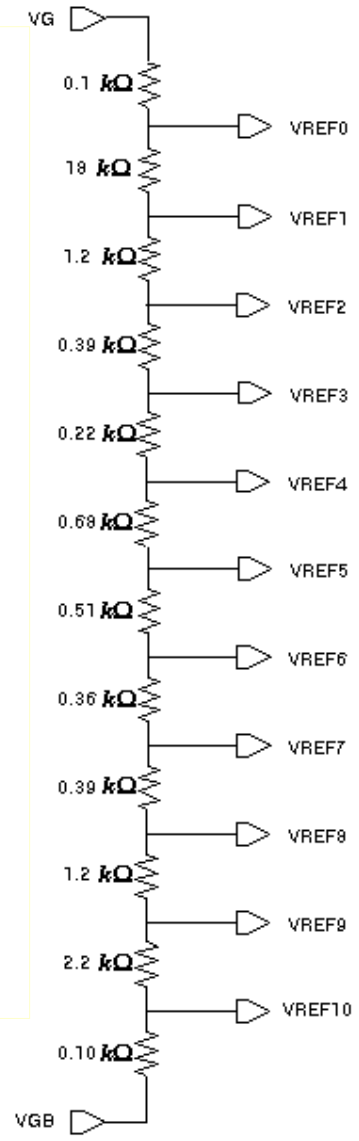 VG
0.1 kΩ
VREF0
18 kΩ
VREF1
1.2 kΩ
VREF2
0.39 kΩ
VREF3
0.22 kΩ
VREF4
0.68 kΩ
VREF5
0.51 kΩ
VREF6
0.36 kΩ
VREF7
0.39 kΩ
VREF8
1.2 kΩ
VREF9
2.2 kΩ
VREF10
0.10 kΩ
VGB